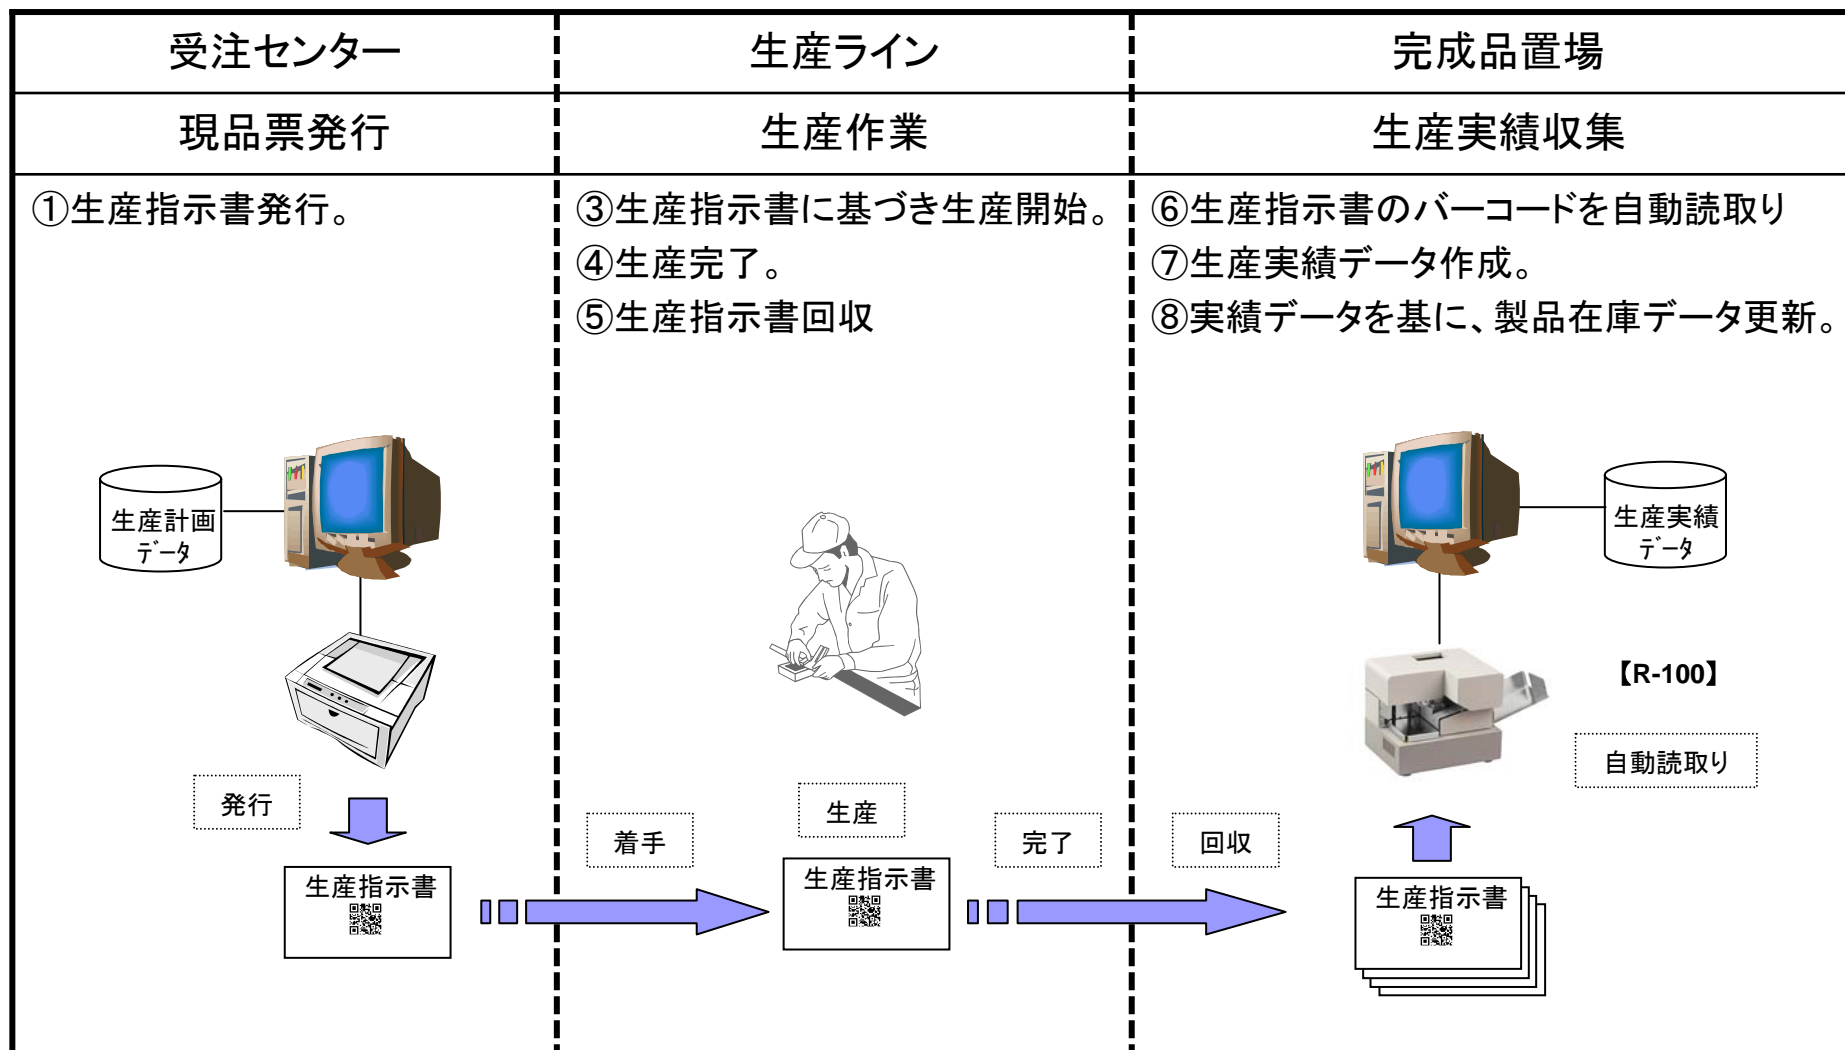 受注センター
生産ライン
完成品置場
現品票発行
生産作業
生産実績収集
①生産指示書発行。
③生産指示書に基づき生産開始。
④生産完了。
⑤生産指示書回収
⑥生産指示書のバーコードを自動読取り
⑦生産実績データ作成。
⑧実績データを基に、製品在庫データ更新。
生産計画
データ
生産実績
データ
【R-100】
自動読取り
発行
着手
生産
完了
回収
生産指示書
生産指示書
生産指示書